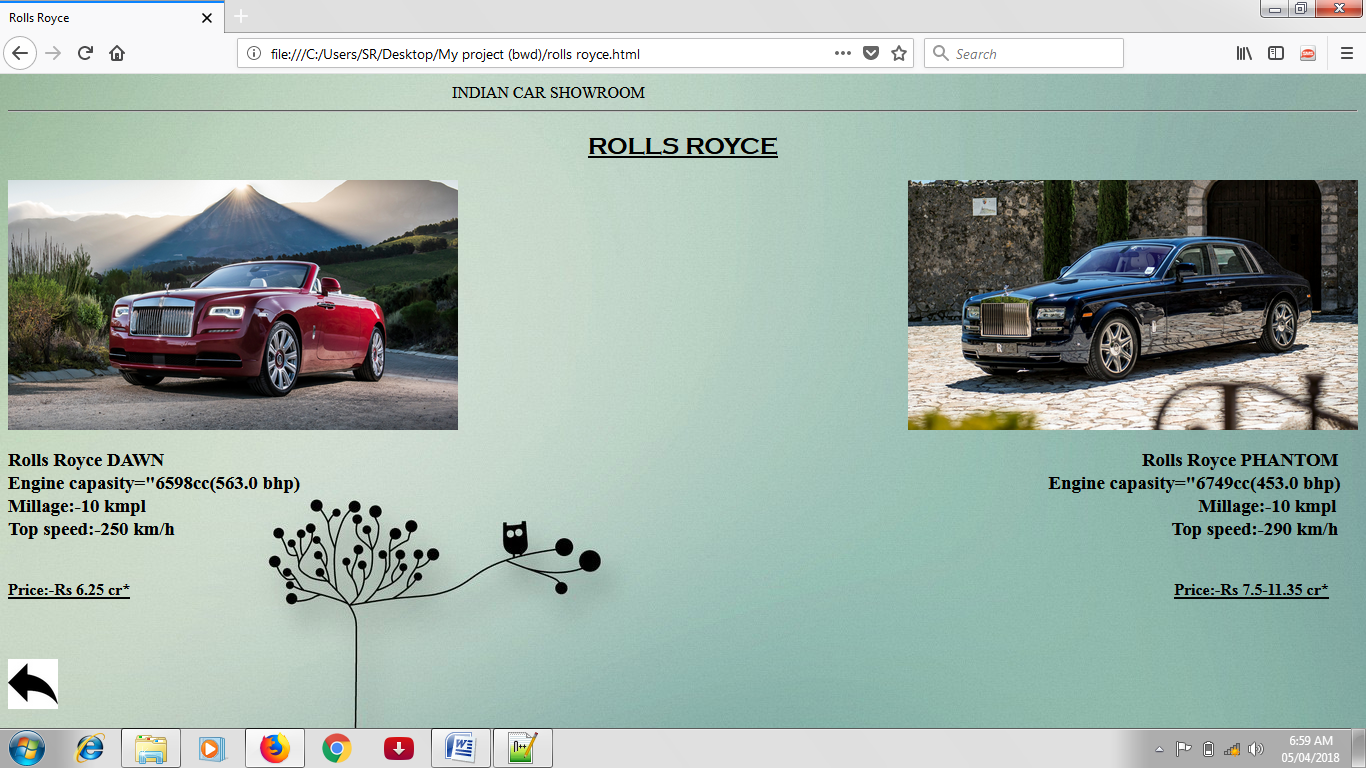 Rolls Royce
file:///C:/Users/SR/Desktop/My project (bwd)/rolls royce.html
Search
INDIAN CAR SHOWROOM
ROLLS ROYCE
Rolls Royce DAWN
Engine capasity="6598cc(563.0 bhp)
Millage:-10 kmpl
Top speed:-250 km/h
Price:-Rs 6.25 cr*
Rolls Royce PHANTOM
Engine capasity="6749cc(453.0 bhp)
Millage:-10 kmpl
Top speed:-290 km/h
Price:-Rs 7.5-11.35 cr*
6:59 AM
05/04/2018